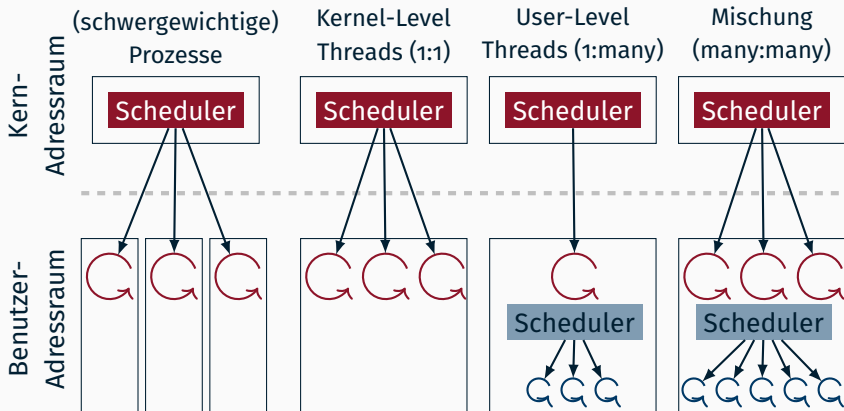 (schwergewichtige)
Prozesse
Kernel-Level
Threads (1:1)
User-Level
Threads (1:many)
Mischung
(many:many)
Kern-
Adressraum
Scheduler
Scheduler
Scheduler
Scheduler
Benutzer-
Adressraum
Scheduler
Scheduler